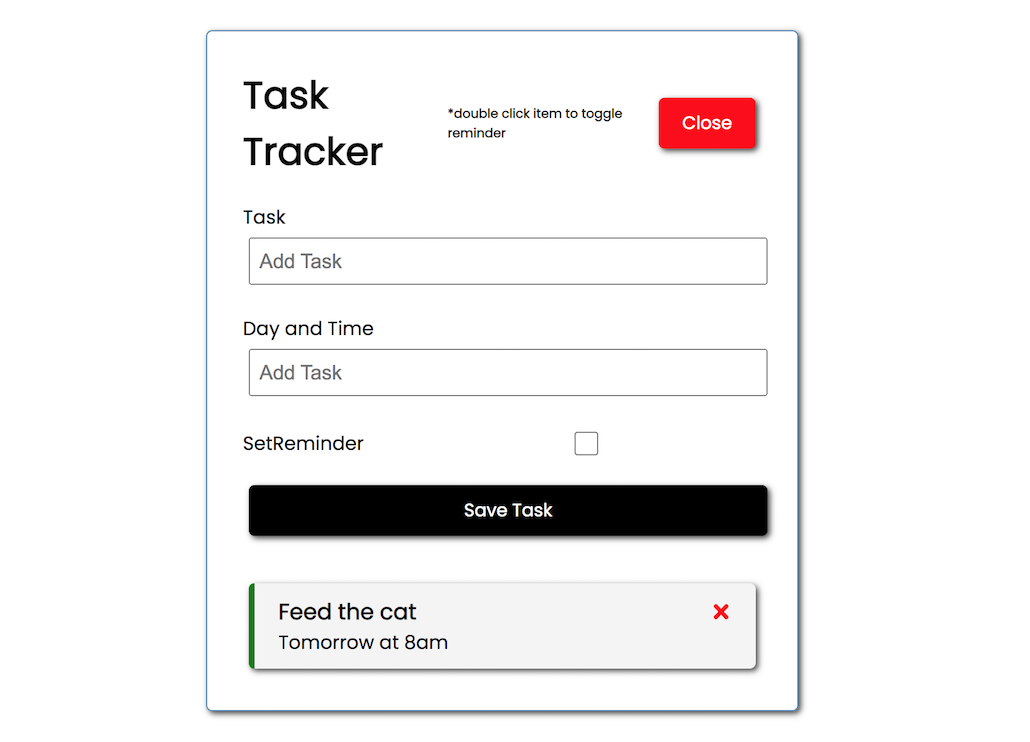 Task
Tracker
*double click item to toggle
reminder
Close
Task
Add Task
Day and Time
Add Task
SetReminder
Save Task
Feed the cat
Tomorrow at 8am